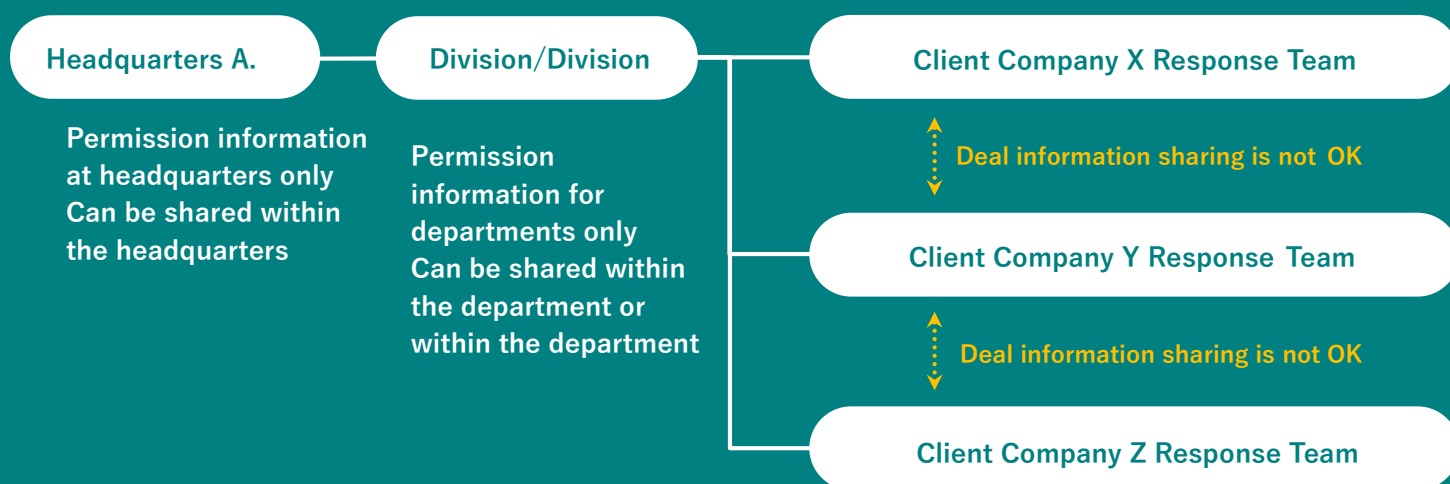 Headquarters A.
Division/Division
Client Company X Response Team
Permission information
at headquarters only
Can be shared within
the headquarters
Permission
information for
departments only
Can be shared within
the department or
within the department
Deal information sharing is not OK
Client Company Y Response Team
Deal information sharing is not OK
Client Company Z Response Team